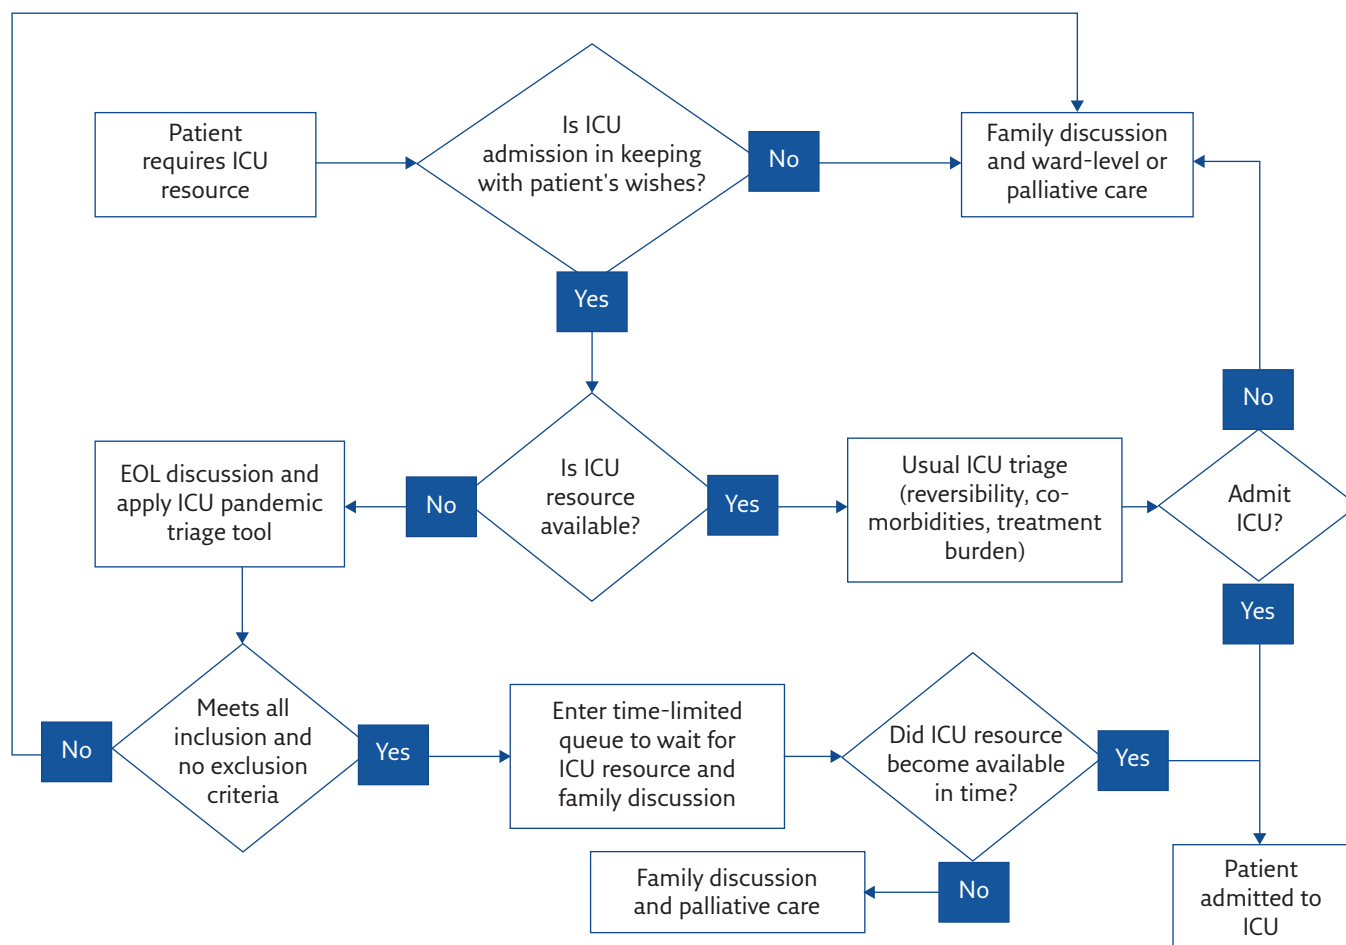 Patient
requires ICU
resource
Is ICU
admission in keeping
with patient's wishes?
No
Family discussion
and ward-level or
palliative care
Yes
No
EOL discussion and
apply ICU pandemic
triage tool
No
Is ICU
resource
available?
Yes
Usual ICU triage
(reversibility, co-
morbidities, treatment
burden)
Admit
ICU?
Yes
No
Meets all
inclusion and
no exclusion
criteria
Yes
Enter time-limited
queue to wait for
ICU resource and
family discussion
Did ICU resource
become available
in time?
Yes
Family discussion
and palliative care
No
Patient
admitted to
ICU